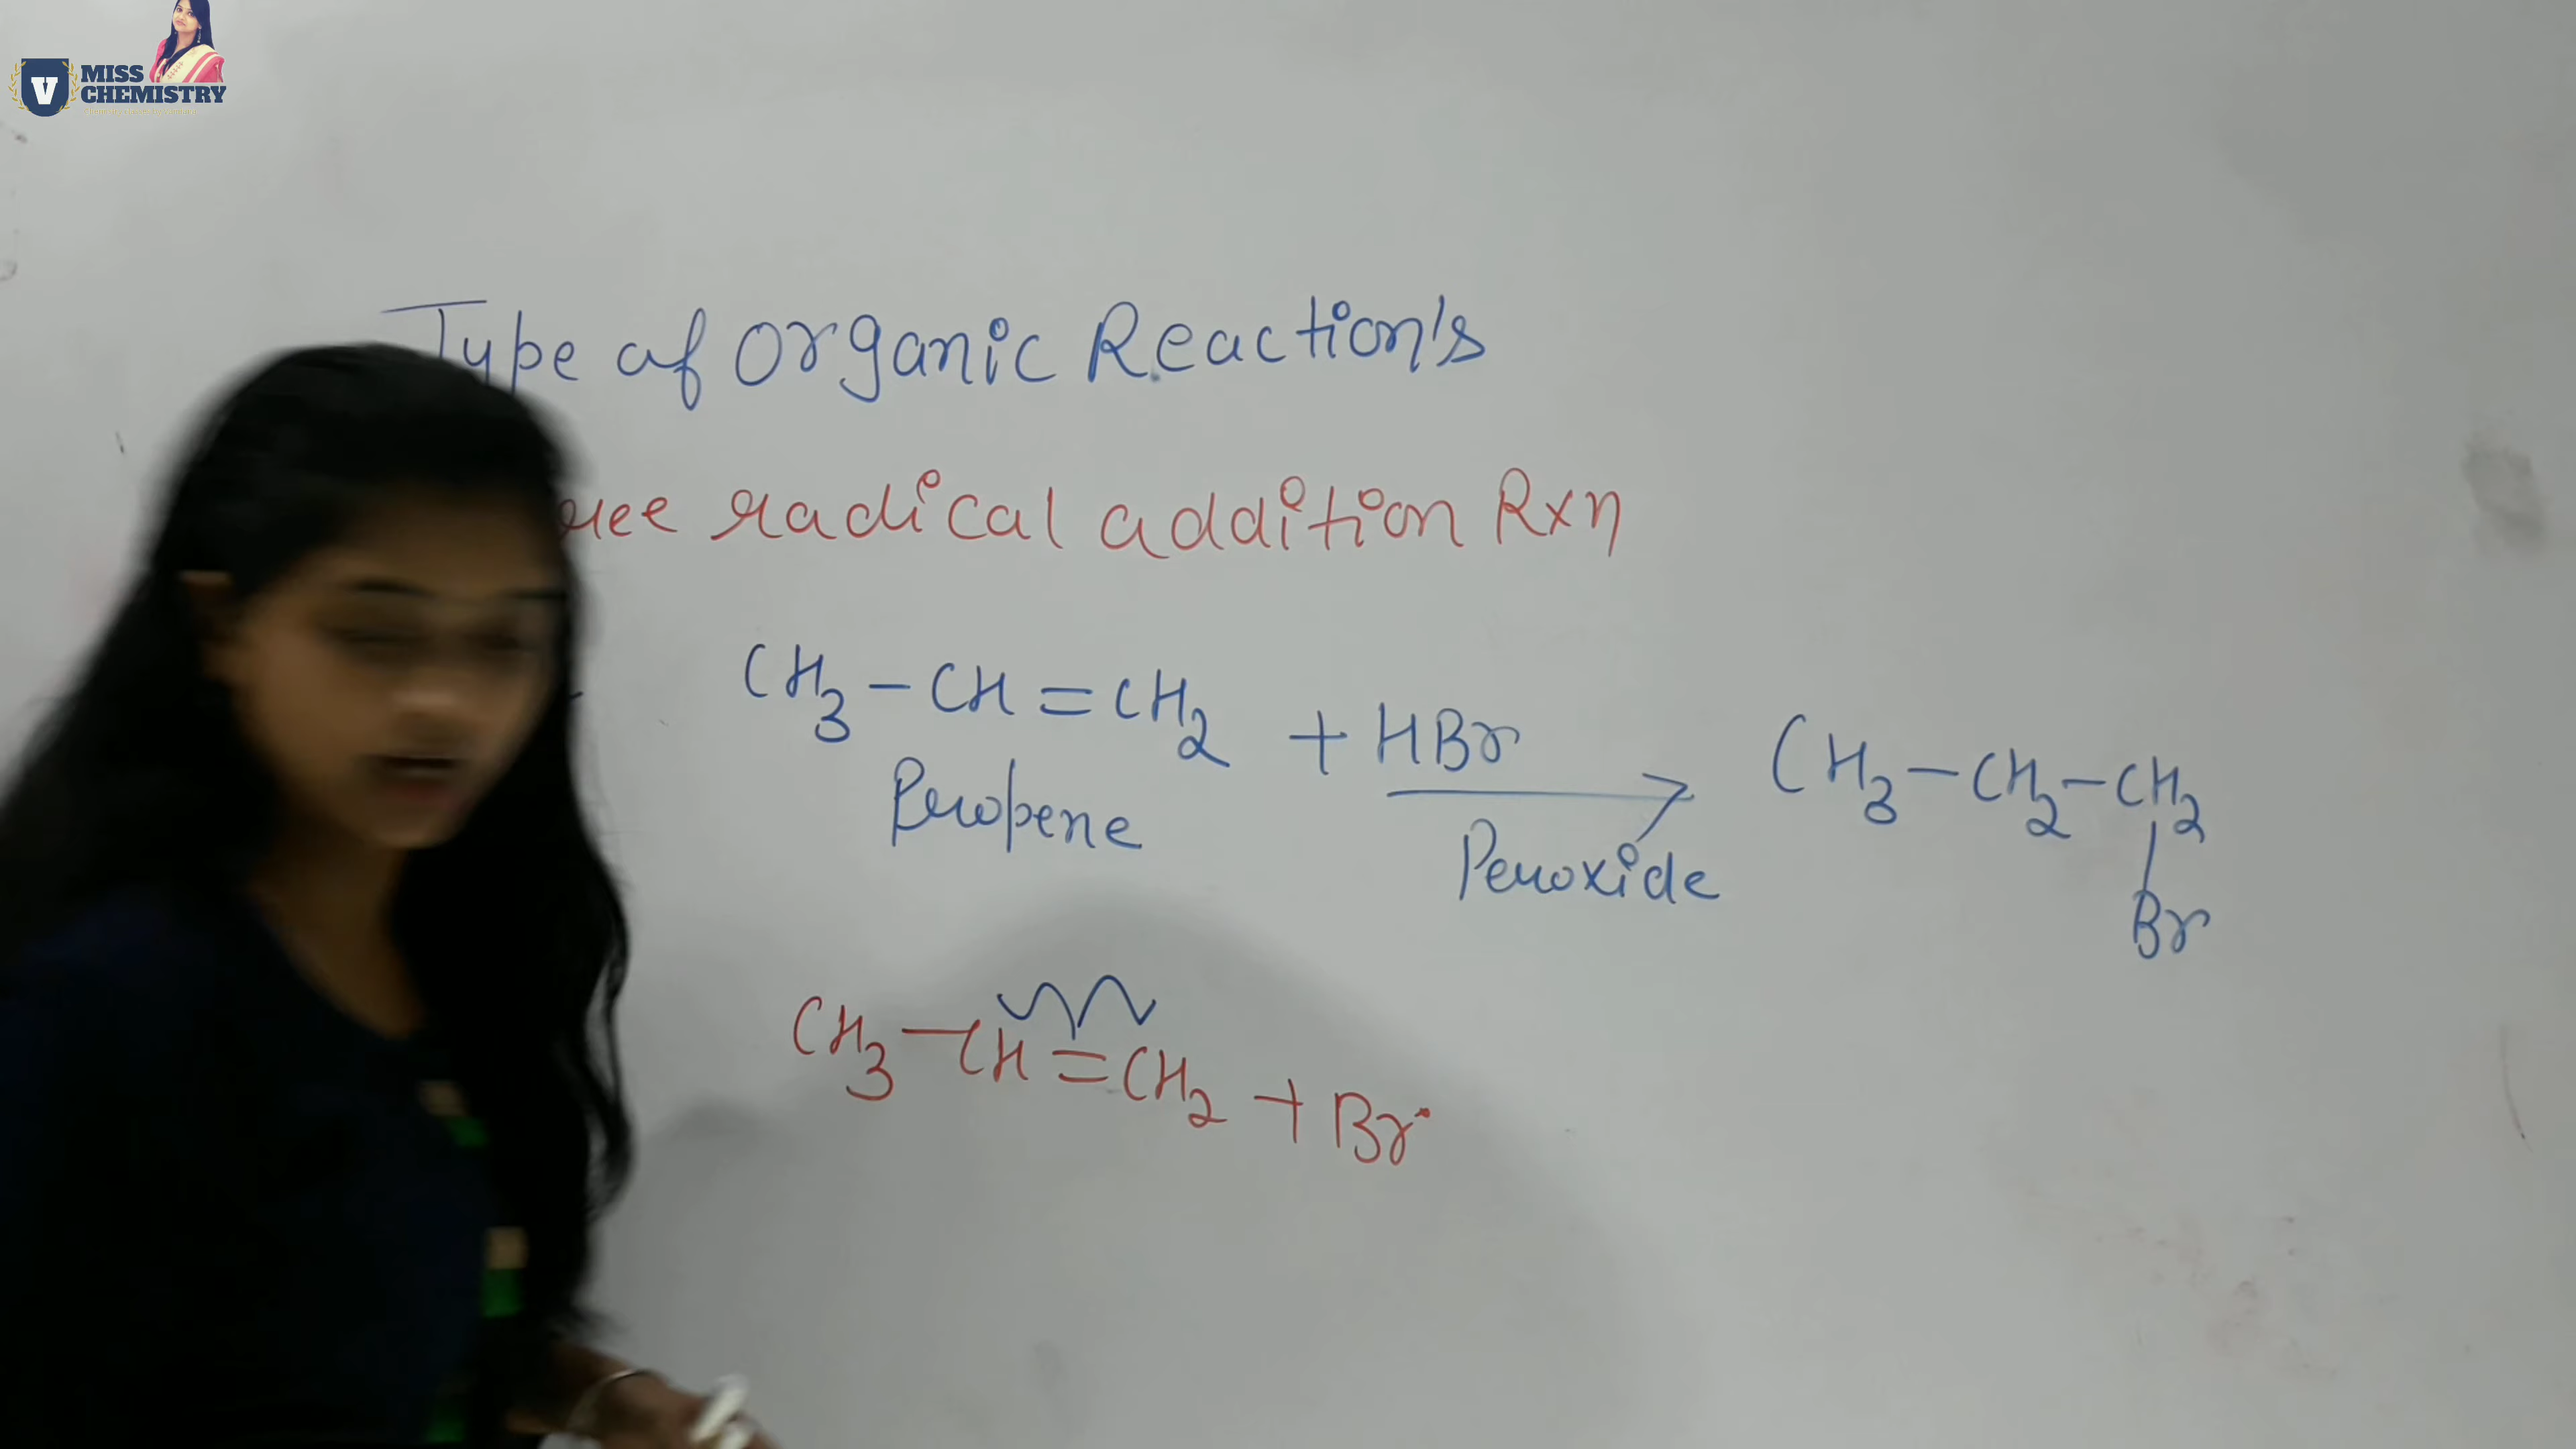 V MISS CHEMISTRY
Type of Organic Reaction's
ree radical addition Rxn
CH3-CH=CH2 + HBr → CH3-CH2-CH2
Propene Peroxide Br
CH3-CH=CH2 + Br•